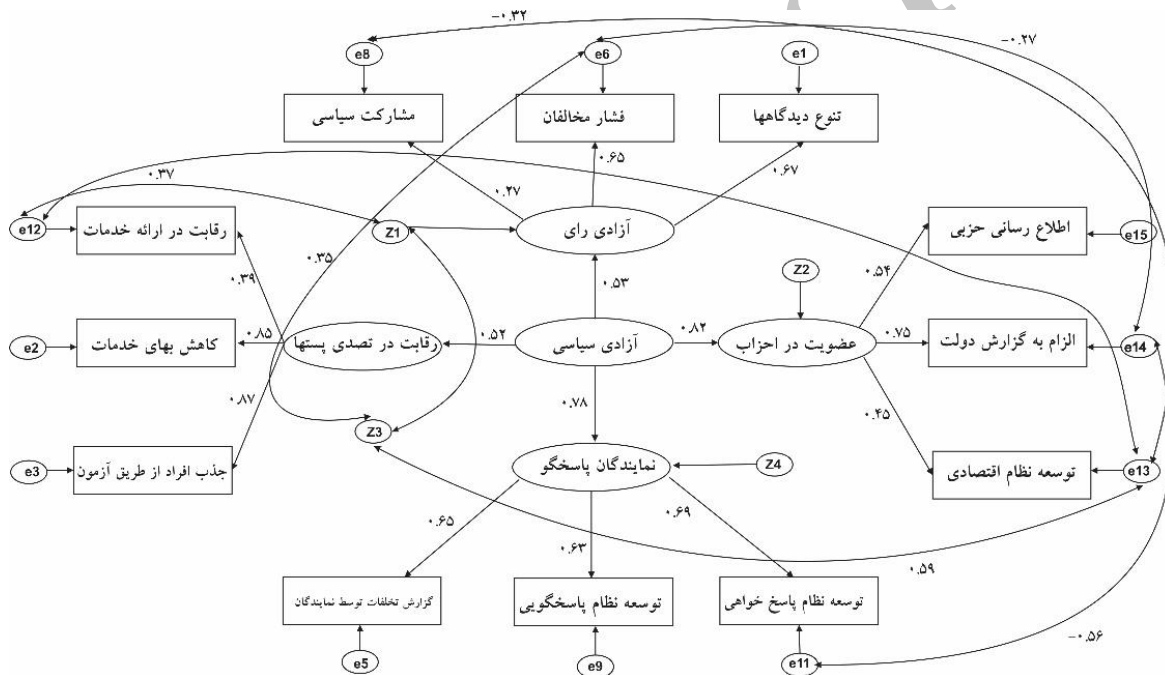 −۰.۳۲
−۰.۲۷
e8
e6
e1
مشارکت سیاسی
فشار مخالفان
تنوع دیدگاهها
۰.۳۷
۰.۲۷
۰.۶۵
۰.۶۷
e12
رقابت در ارائه خدمات
Z1
آزادی رای
اطلاع رسانی حزبی
e15
۰.۳۵
۰.۳۹
۰.۵۳
Z2
۰.۵۴
e2
کاهش بهای خدمات
۰.۸۵
رقابت در تصدی پستها
۰.۵۲
آزادی سیاسی
۰.۸۲
عضویت در احزاب
۰.۷۵
الزام به گزارش دولت
e14
۰.۸۷
۰.۷۸
۰.۴۵
Z3
e3
جذب افراد از طریق آزمون
نمایندگان پاسخگو
Z4
توسعه نظام اقتصادی
e13
۰.۶۵
۰.۶۳
۰.۶۹
۰.۵۹
گزارش تخلفات توسط نمایندگان
توسعه نظام پاسخگویی
توسعه نظام پاسخ خواهی
−۰.۵۶
e5
e9
e11